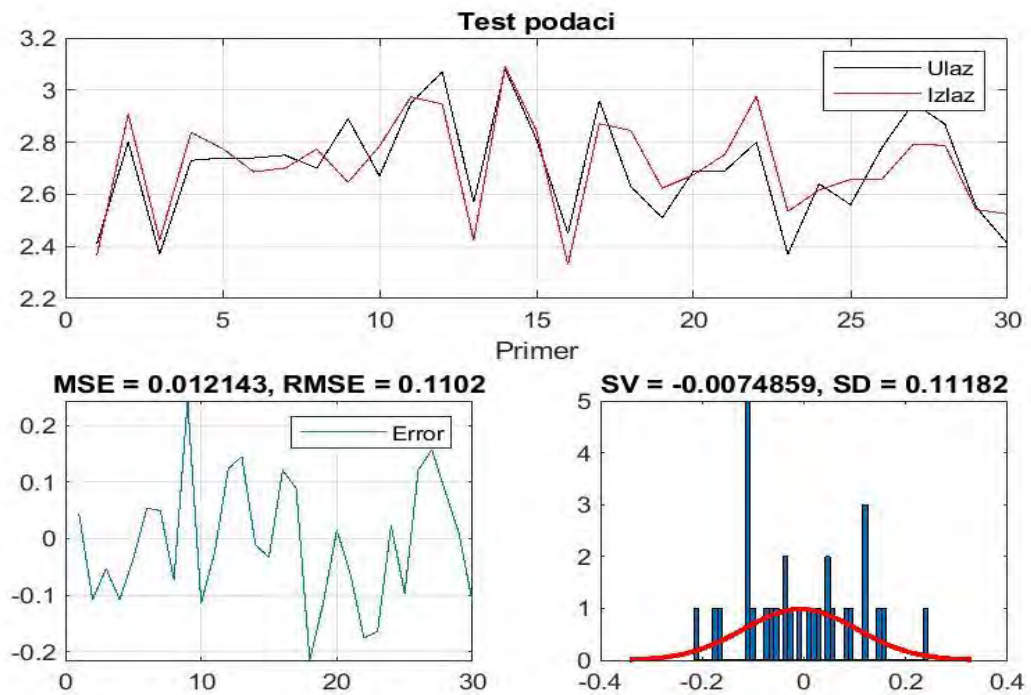 Test podaci
3.2
3
2.8
2.6
2.4
2.2
Ulaz
Izlaz
0 5 10 15 20 25 30
Primer
MSE = 0.012143, RMSE = 0.1102
0.2
0.1
0
-0.1
-0.2
Error
0 10 20 30
SV = -0.0074859, SD = 0.11182
5
4
3
2
1
0
-0.4 -0.2 0 0.2 0.4